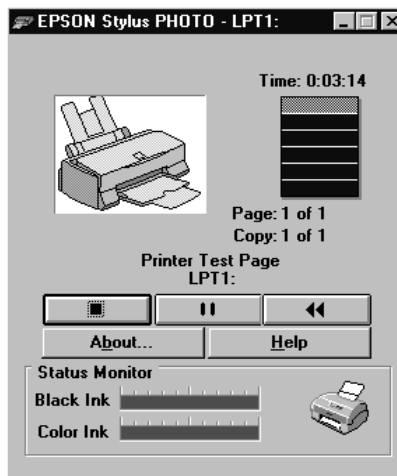 EPSON Stylus PHOTO - LPT1:
Time: 0:03:14
Page: 1 of 1
Copy: 1 of 1
Printer Test Page
LPT1:
About...
Help
Status Monitor
Black Ink
Color Ink